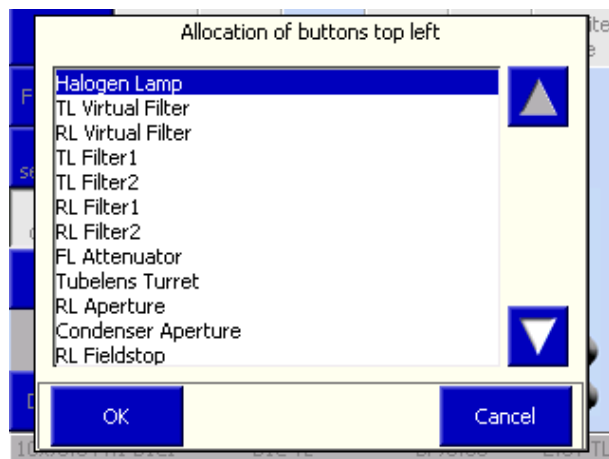 Allocation of buttons top left
Halogen Lamp
TL Virtual Filter
RL Virtual Filter
TL Filter1
TL Filter2
RL Filter1
RL Filter2
FL Attenuator
Tubelens Turret
RL Aperture
Condenser Aperture
RL Fieldstop
OK
Cancel